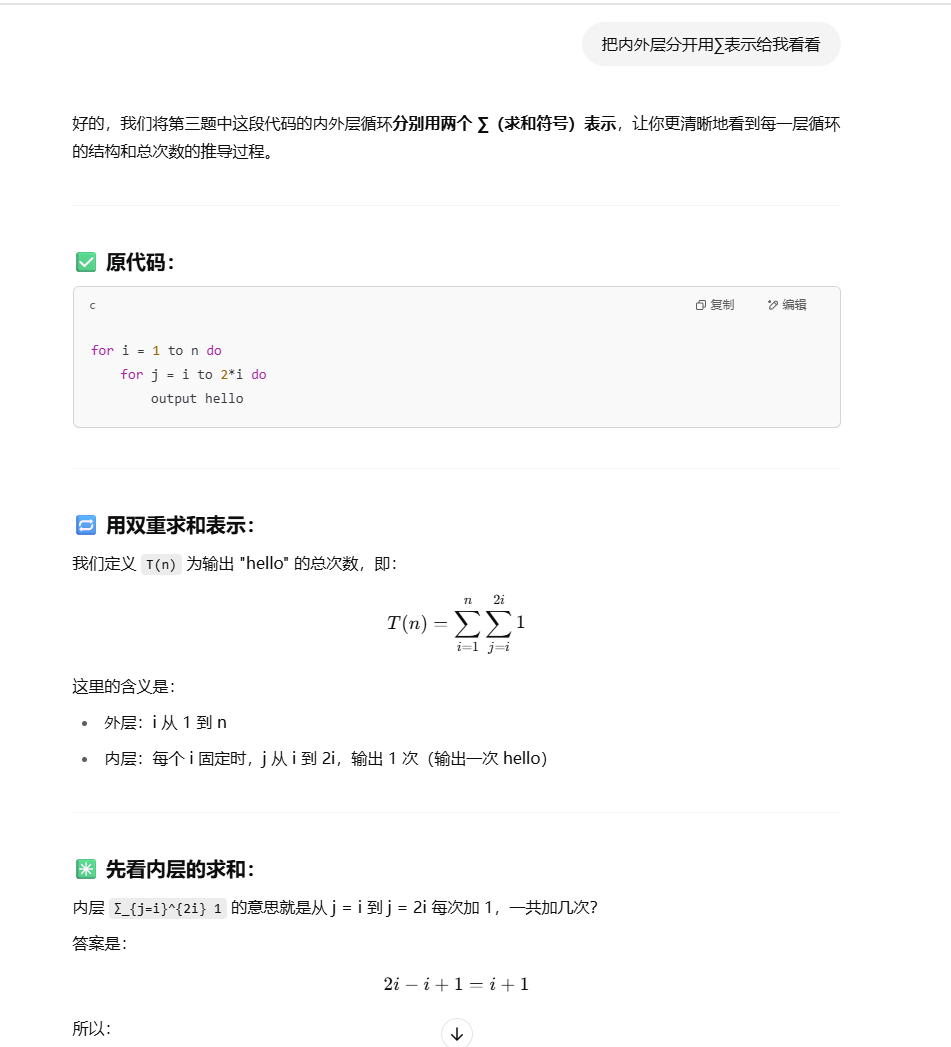 把内外层分开用∑表示给我看看
好的，我们将第三题中这段代码的内外层循环分别用两个 ∑（求和符号）表示，让你更清晰地看到每一层循环
的结构和总次数的推导过程。
✅ 原代码：
c 复制 编辑
for i = 1 to n do
    for j = i to 2*i do
        output hello
🔁 用双重求和表示：
我们定义 T(n) 为输出 "hello" 的总次数，即：
T(n) = \sum_{i=1}^{n} \sum_{j=i}^{2i} 1
这里的含义是：
• 外层：i 从 1 到 n
• 内层：每个 i 固定时，j 从 i 到 2i，输出 1 次（输出一次 hello）
✳️ 先看内层的求和：
内层 ∑_{j=i}^{2i} 1 的意思就是从 j = i 到 j = 2i 每次加 1，一共加几次？
答案是：
2i − i + 1 = i + 1
所以：